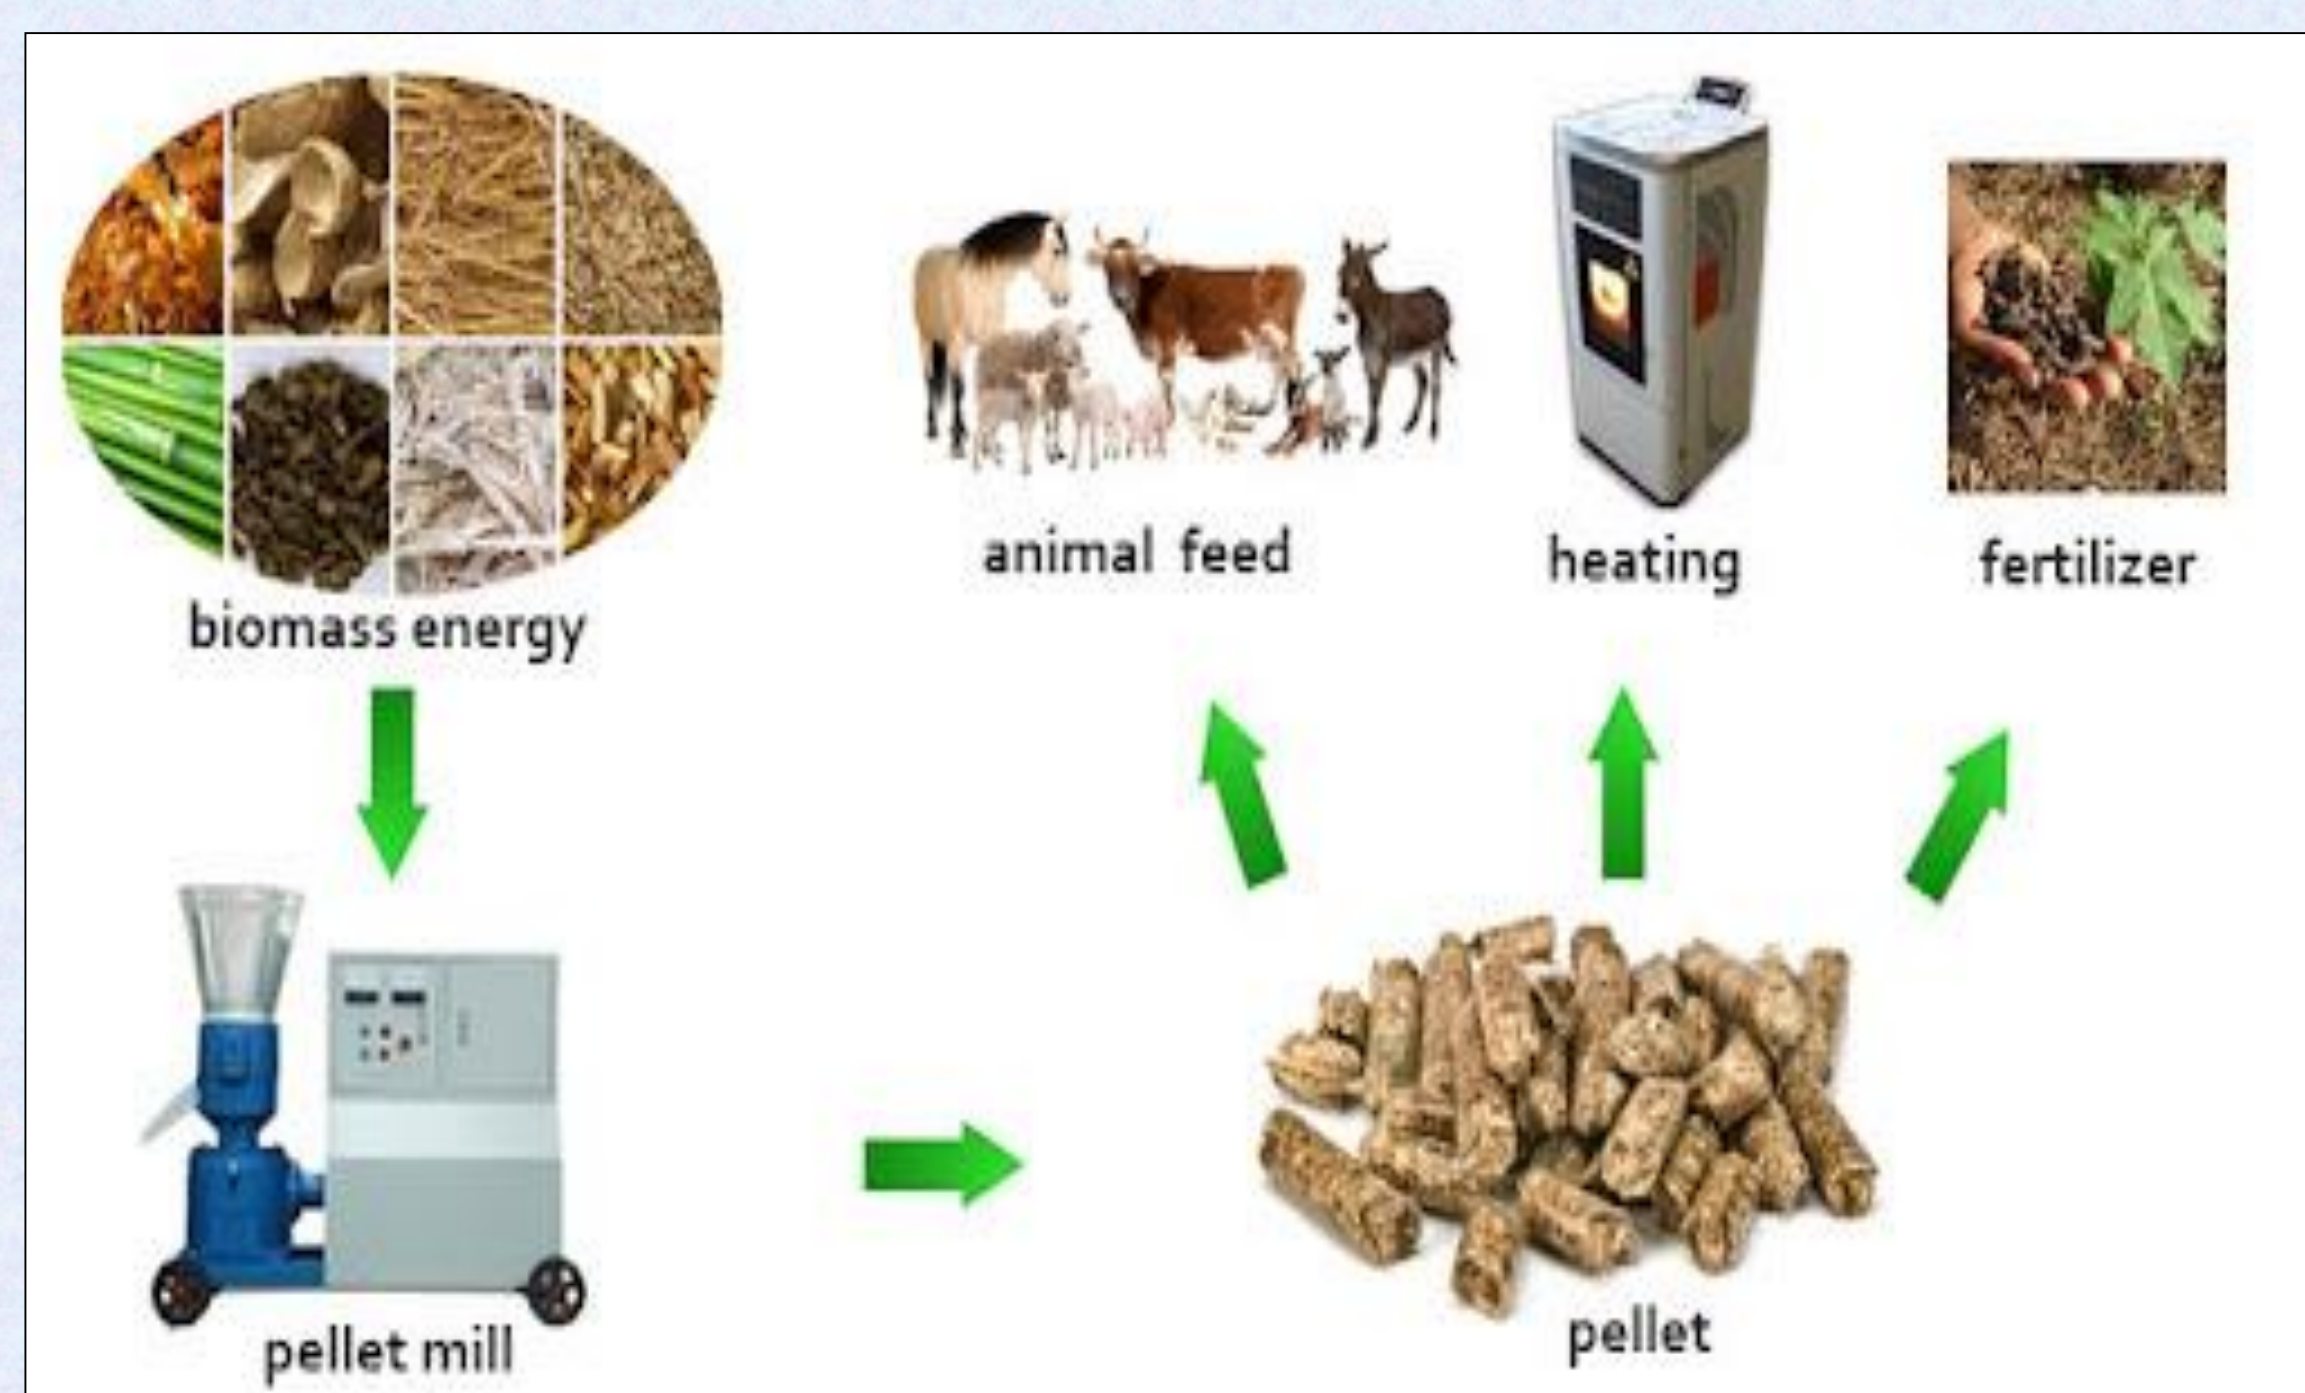 biomass energy
animal feed
heating
fertilizer
pellet mill
pellet